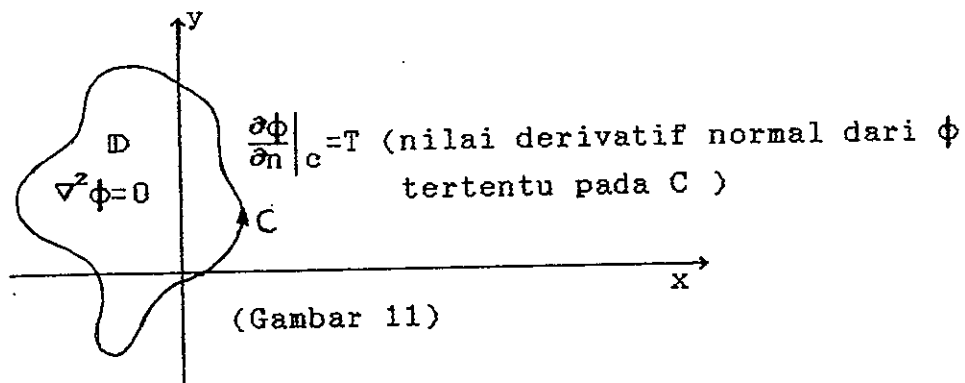 y
𝔻
∇²ϕ=0
∂ϕ/∂n|c=T (nilai derivatif normal dari ϕ
tertentu pada C )
C
x
(Gambar 11)